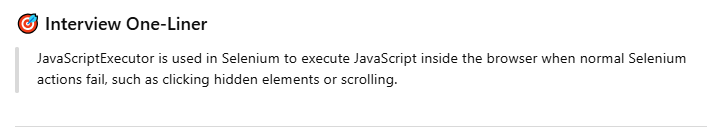 🎯 Interview One-Liner
JavaScriptExecutor is used in Selenium to execute JavaScript inside the browser when normal Selenium
actions fail, such as clicking hidden elements or scrolling.